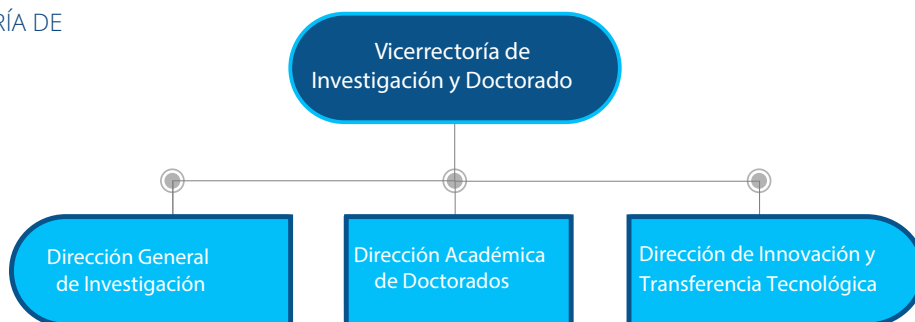 RÍA DE
Vicerrectoría de
Investigación y Doctorado
Dirección General
de Investigación
Dirección Académica
de Doctorados
Dirección de Innovación y
Transferencia Tecnológica